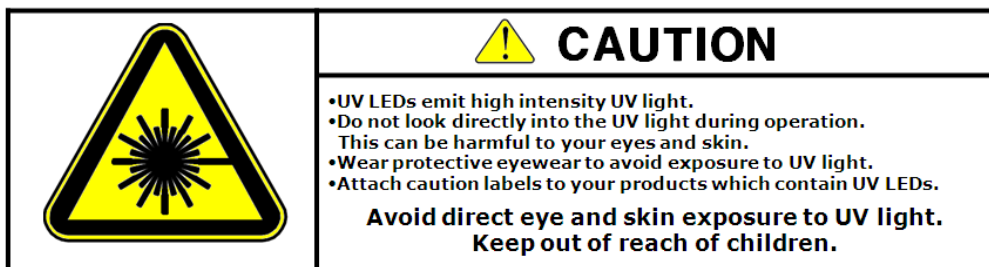 ! CAUTION
•UV LEDs emit high intensity UV light.
•Do not look directly into the UV light during operation.
This can be harmful to your eyes and skin.
•Wear protective eyewear to avoid exposure to UV light.
•Attach caution labels to your products which contain UV LEDs.
Avoid direct eye and skin exposure to UV light.
Keep out of reach of children.